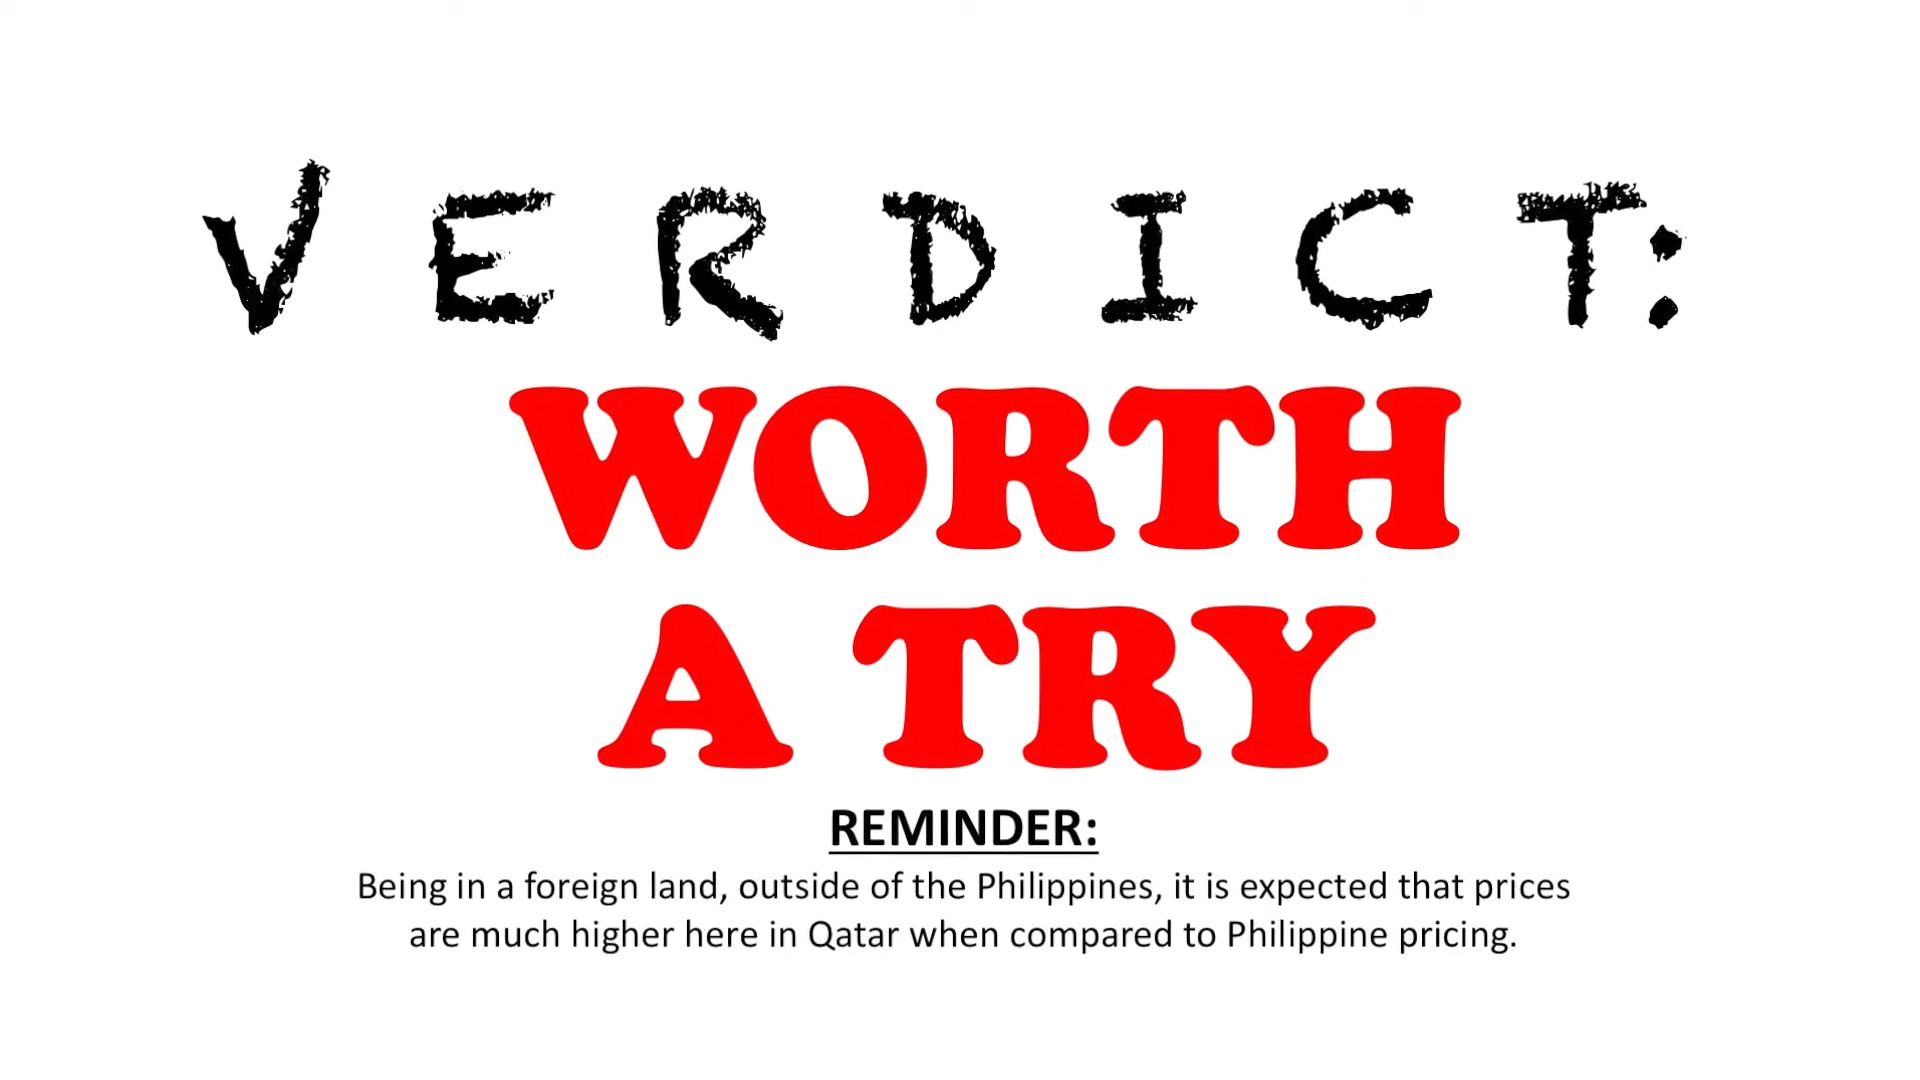 VERDICT:
WORTH
A TRY
REMINDER:
Being in a foreign land, outside of the Philippines, it is expected that prices
are much higher here in Qatar when compared to Philippine pricing.